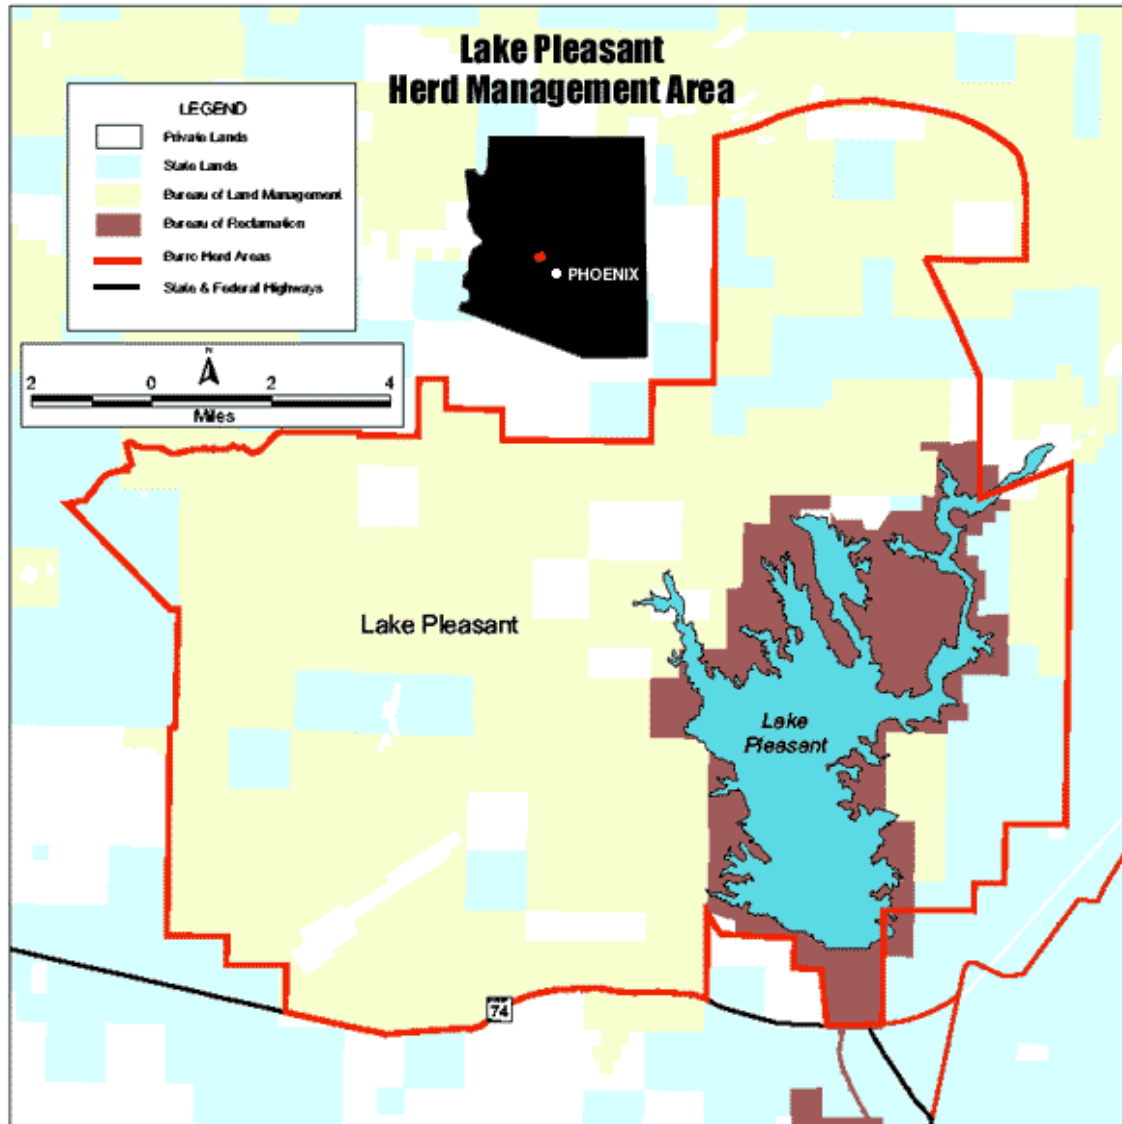 Lake Pleasant
Herd Management Area
LEGEND
Private Lands
State Lands
Bureau of Land Management
Bureau of Reclamation
Burro Herd Areas
State & Federal Highways
PHOENIX
N
2 0 2 4
Miles
Lake Pleasant
Lake
Pleasant
74